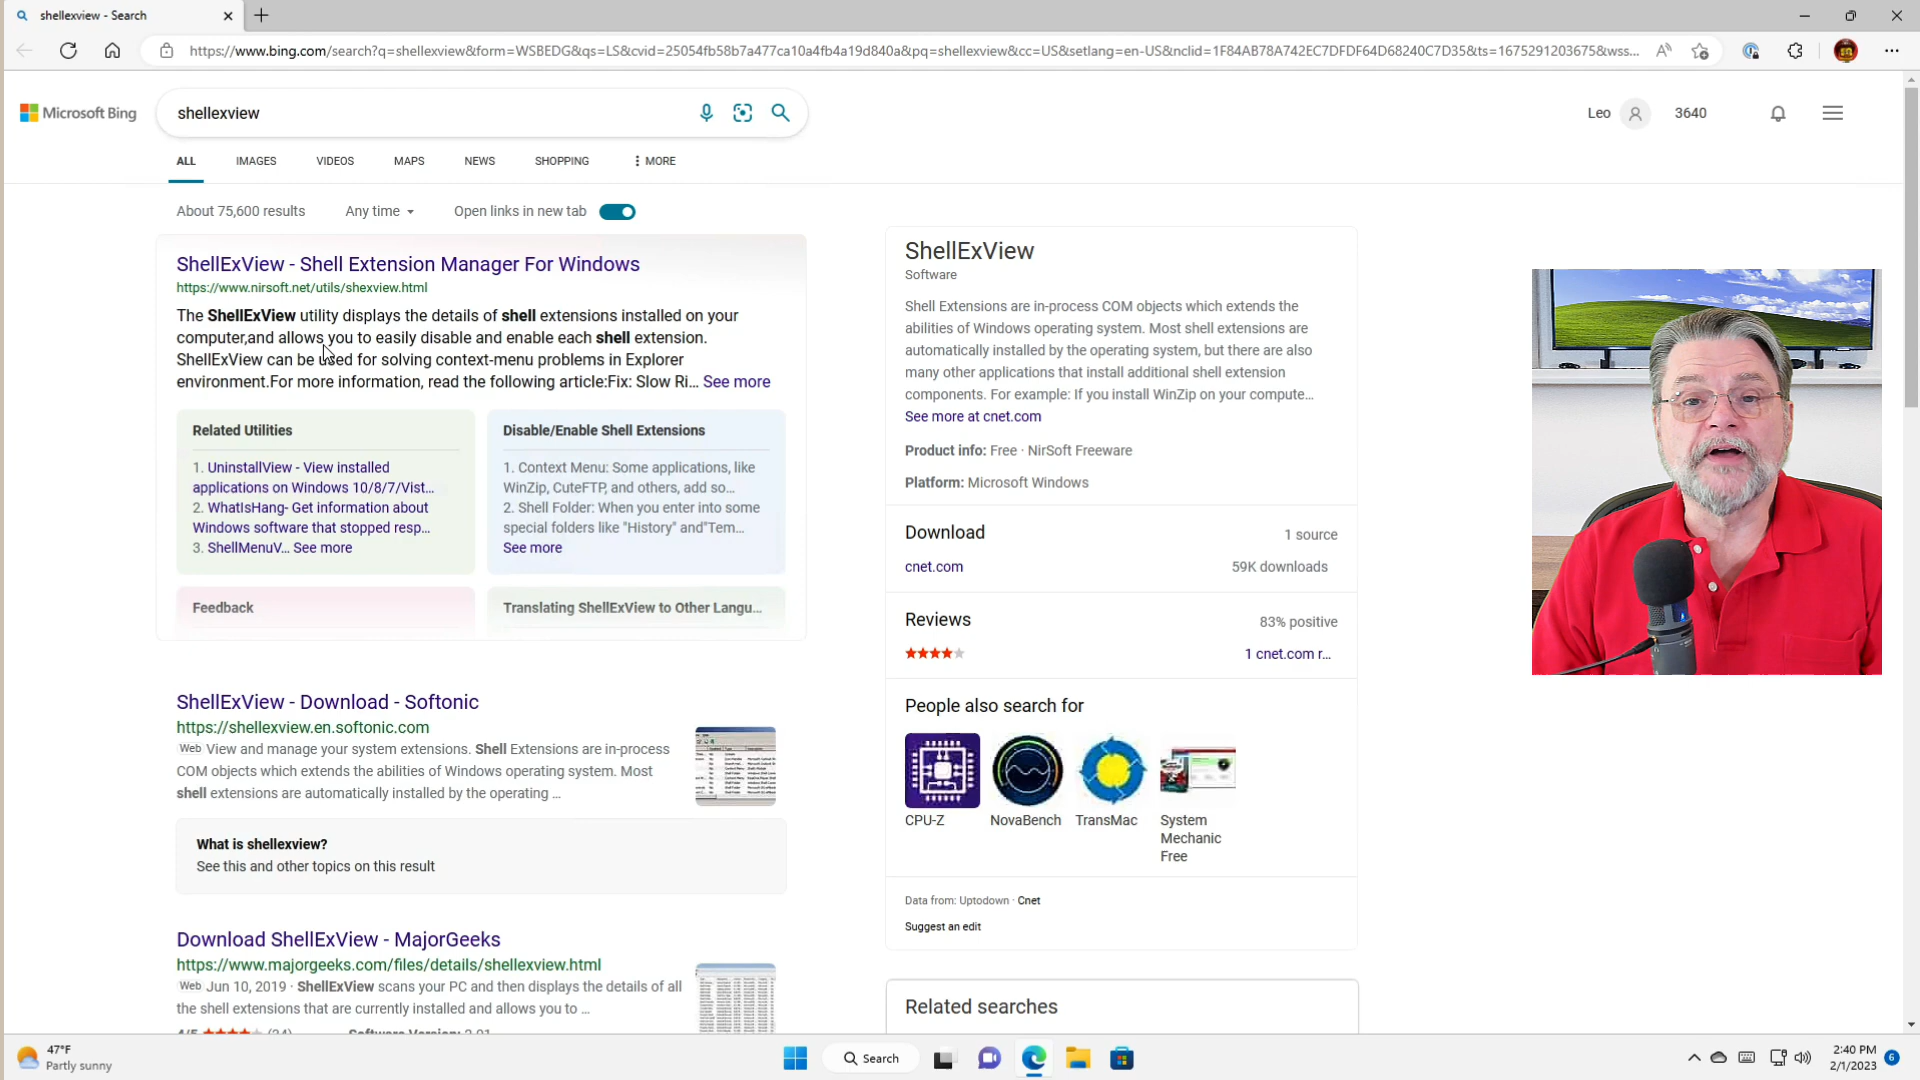 shellexview - Search
https://www.bing.com/search?q=shellexview&form=WSBEDG&qs=LS&cvid=25054fb58b7a477ca10a4fb4a19d840a&pq=shellexview&cc=US&setlang=en-US&nclid=1F84AB78A742EC7DFDF64D68240C7D35&ts=1675291203675&wss...
Microsoft Bing
shellexview
Leo
3640
ALL
IMAGES
VIDEOS
MAPS
NEWS
SHOPPING
MORE
About 75,600 results
Any time
Open links in new tab
ShellExView - Shell Extension Manager For Windows
https://www.nirsoft.net/utils/shexview.html
The ShellExView utility displays the details of shell extensions installed on your
computer,and allows you to easily disable and enable each shell extension.
ShellExView can be used for solving context-menu problems in Explorer
environment.For more information, read the following article:Fix: Slow Ri... See more
Related Utilities
1. UninstallView - View installed
applications on Windows 10/8/7/Vist...
2. WhatIsHang- Get information about
Windows software that stopped resp...
3. ShellMenuV... See more
Disable/Enable Shell Extensions
1. Context Menu: Some applications, like
WinZip, CuteFTP, and others, add so...
2. Shell Folder: When you enter into some
special folders like "History" and"Tem...
See more
Feedback
Translating ShellExView to Other Langu...
ShellExView - Download - Softonic
https://shellexview.en.softonic.com
Web View and manage your system extensions. Shell Extensions are in-process
COM objects which extends the abilities of Windows operating system. Most
shell extensions are automatically installed by the operating ...
What is shellexview?
See this and other topics on this result
Download ShellExView - MajorGeeks
https://www.majorgeeks.com/files/details/shellexview.html
Web Jun 10, 2019 · ShellExView scans your PC and then displays the details of all
the shell extensions that are currently installed and allows you to ...
4/5 (34) Software Version: 2.01
ShellExView
Software
Shell Extensions are in-process COM objects which extends the
abilities of Windows operating system. Most shell extensions are
automatically installed by the operating system, but there are also
many other applications that install additional shell extension
components. For example: If you install WinZip on your compute...
See more at cnet.com
Product info: Free · NirSoft Freeware
Platform: Microsoft Windows
Download
1 source
cnet.com
59K downloads
Reviews
83% positive
1 cnet.com r...
People also search for
CPU-Z
NovaBench
TransMac
System
Mechanic
Free
Data from: Uptodown · Cnet
Suggest an edit
Related searches
47°F
Partly sunny
Search
2:40 PM
2/1/2023
6